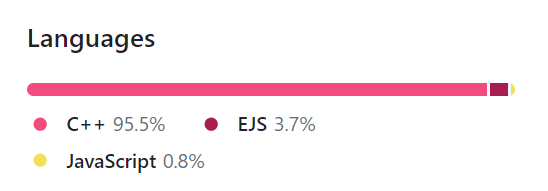 Languages
C++ 95.5% EJS 3.7%
JavaScript 0.8%